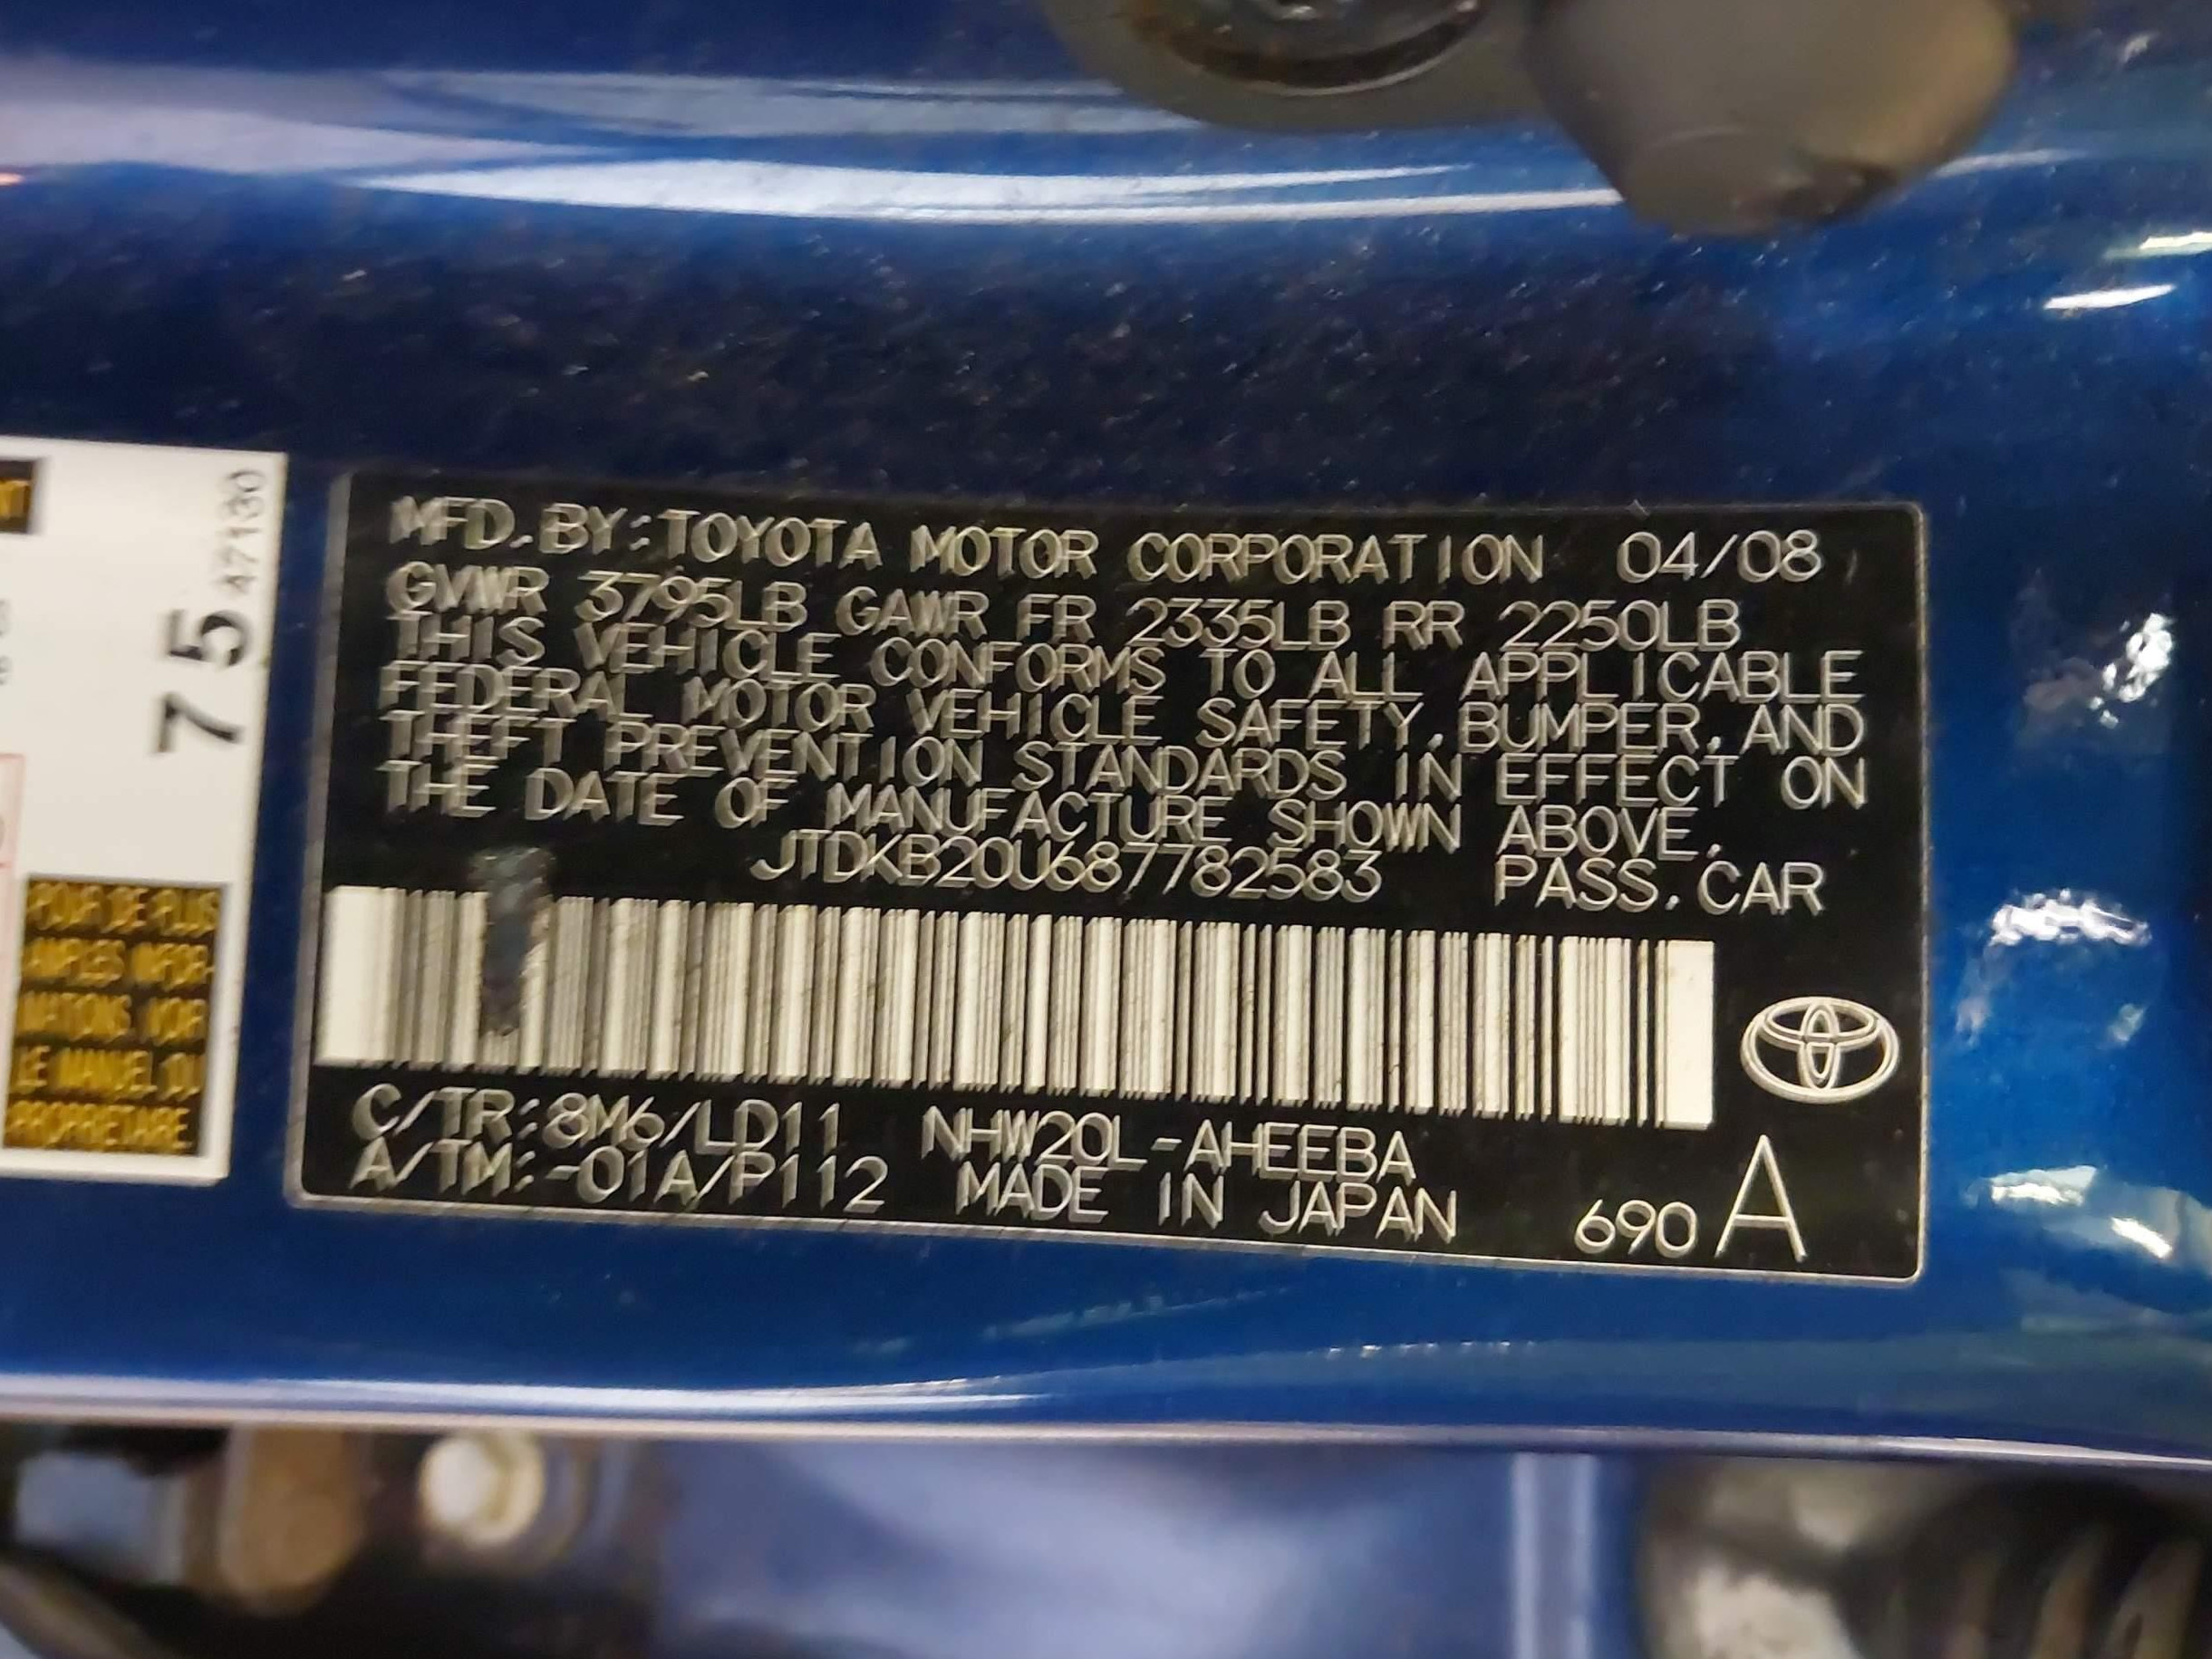 MFD.BY:TOYOTA MOTOR CORPORATION 04/08
GVWR 3795LB GAWR FR 2335LB RR 2250LB
THIS VEHICLE CONFORMS TO ALL APPLICABLE
FEDERAL MOTOR VEHICLE SAFETY,BUMPER,AND
THEFT PREVENTION STANDARDS IN EFFECT ON
THE DATE OF MANUFACTURE SHOWN ABOVE.
JTDKB20U687782583 PASS.CAR
C/TR:8M6/LD11 NHW20L-AHEEBA
A/TM:-01A/P112 MADE IN JAPAN 690 A
75
47130
POUR DE PLUS
AMPLES INFOR-
MATIONS VOIR
LE MANUEL DU
PROPRIETAIRE